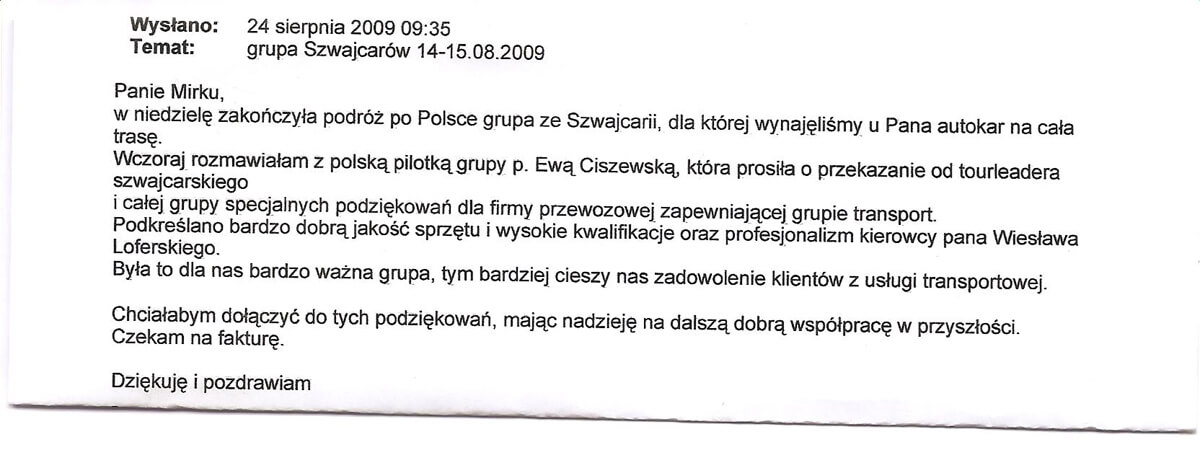 Wysłano: 24 sierpnia 2009 09:35
Temat: grupa Szwajcarów 14-15.08.2009
Panie Mirku,
w niedzielę zakończyła podróż po Polsce grupa ze Szwajcarii, dla której wynajęliśmy u Pana autokar na cała
trasę.
Wczoraj rozmawiałam z polską pilotką grupy p. Ewą Ciszewską, która prosiła o przekazanie od tourleadera
szwajcarskiego
i całej grupy specjalnych podziękowań dla firmy przewozowej zapewniającej grupie transport.
Podkreślano bardzo dobrą jakość sprzętu i wysokie kwalifikacje oraz profesjonalizm kierowcy pana Wiesława
Loferskiego.
Była to dla nas bardzo ważna grupa, tym bardziej cieszy nas zadowolenie klientów z usługi transportowej.
Chciałabym dołączyć do tych podziękowań, mając nadzieję na dalszą dobrą współpracę w przyszłości.
Czekam na fakturę.
Dziękuję i pozdrawiam